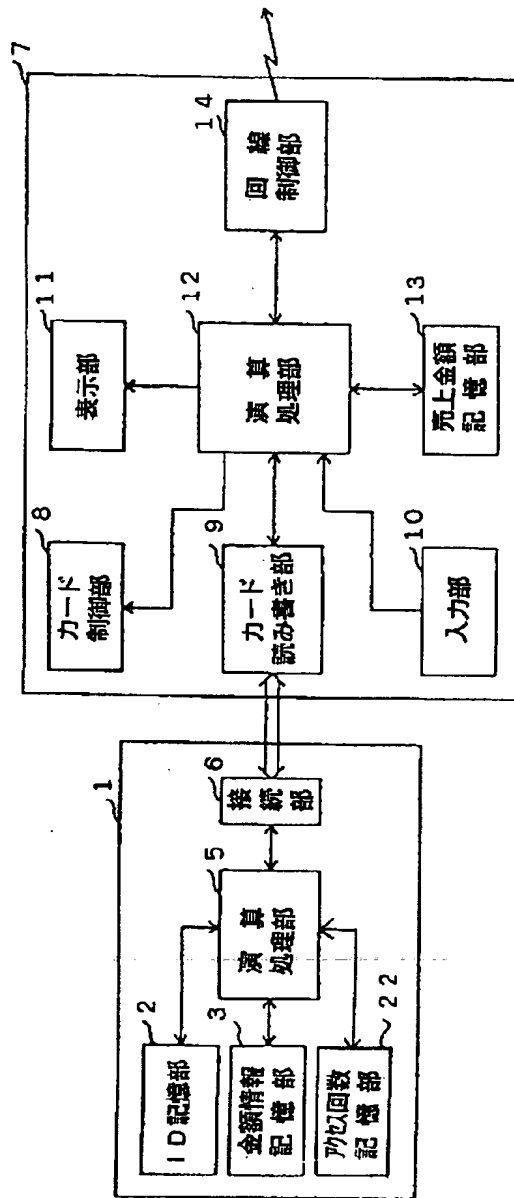 1
2
ID記憶部
3
金額情報
記憶部
22
アクセス回数
記憶部
5
演算
処理部
6
接続部
7
8
カード
制御部
9
カード
読み書き部
10
入力部
11
表示部
12
演算
処理部
13
売上金額
記憶部
14
回線
制御部